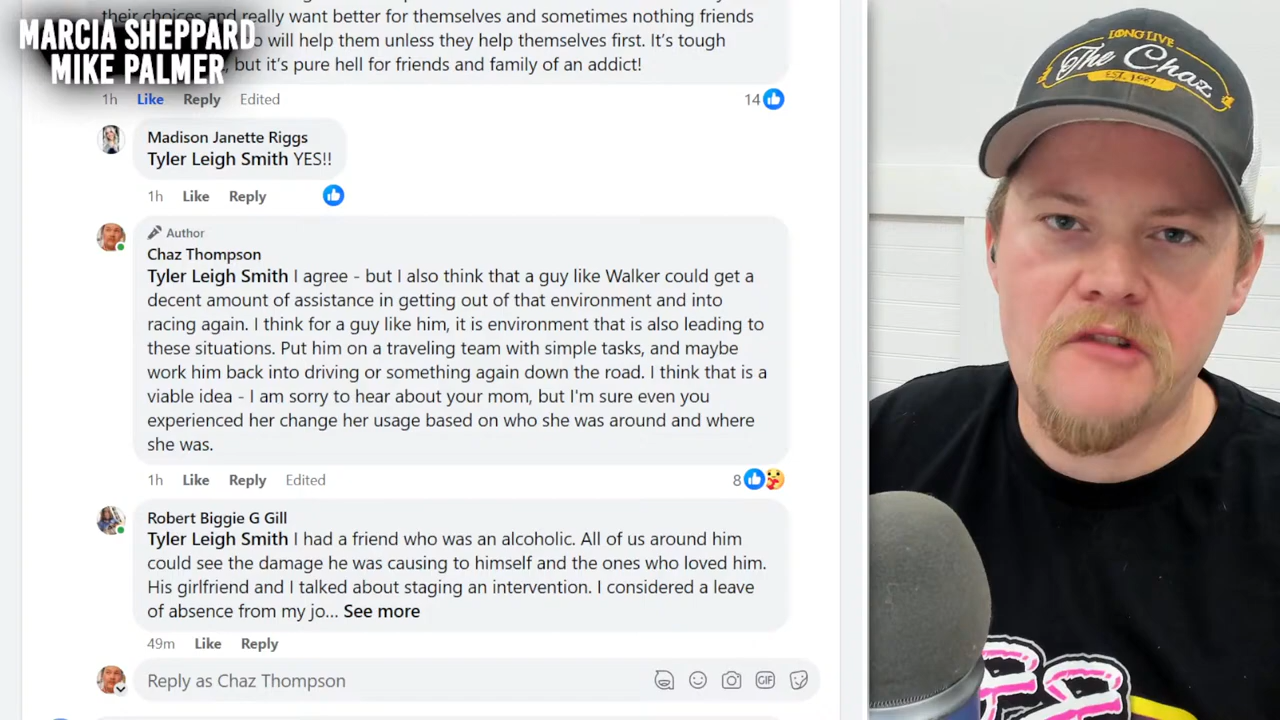 their choices and really want better for themselves and sometimes nothing friends
MARCIA SHEPPARD
MIKE PALMER
will help them unless they help themselves first. It's tough
but it's pure hell for friends and family of an addict!
1h Like Reply Edited 14
Madison Janette Riggs
Tyler Leigh Smith YES!!
1h Like Reply
Author
Chaz Thompson
Tyler Leigh Smith I agree - but I also think that a guy like Walker could get a
decent amount of assistance in getting out of that environment and into
racing again. I think for a guy like him, it is environment that is also leading to
these situations. Put him on a traveling team with simple tasks, and maybe
work him back into driving or something again down the road. I think that is a
viable idea - I am sorry to hear about your mom, but I'm sure even you
experienced her change her usage based on who she was around and where
she was.
1h Like Reply Edited 8
Robert Biggie G Gill
Tyler Leigh Smith I had a friend who was an alcoholic. All of us around him
could see the damage he was causing to himself and the ones who loved him.
His girlfriend and I talked about staging an intervention. I considered a leave
of absence from my jo... See more
49m Like Reply
Reply as Chaz Thompson
GIF
LONG LIVE
The Chaz
EST. 1987